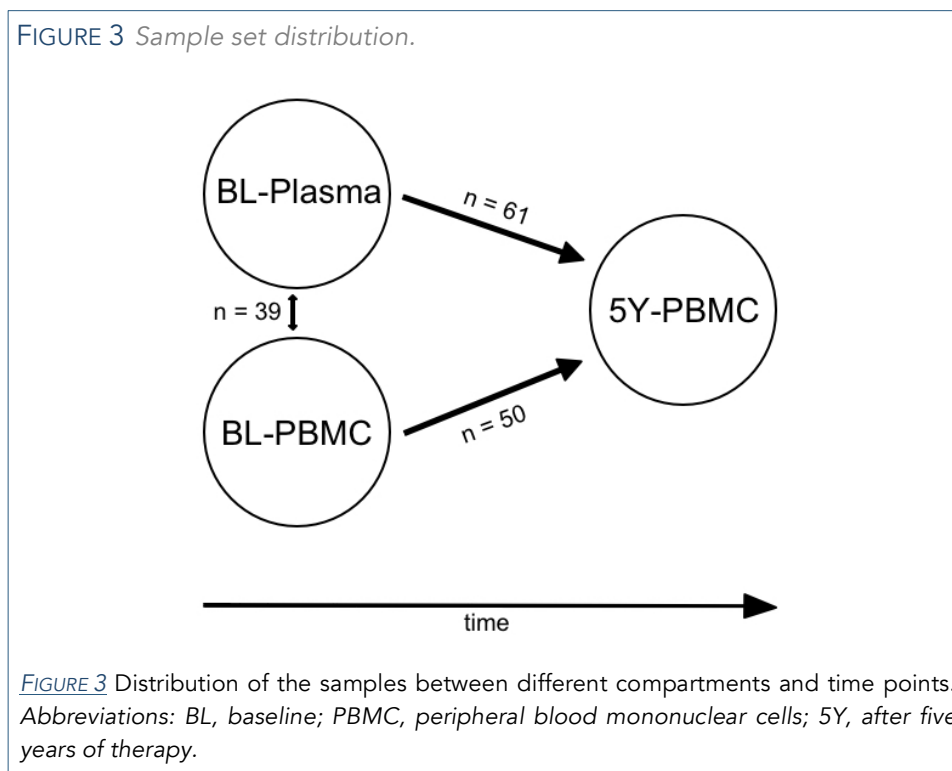 FIGURE 3 Sample set distribution.
BL-Plasma
n = 61
5Y-PBMC
n = 39
BL-PBMC
n = 50
time
FIGURE 3 Distribution of the samples between different compartments and time points.
Abbreviations: BL, baseline; PBMC, peripheral blood mononuclear cells; 5Y, after five
years of therapy.